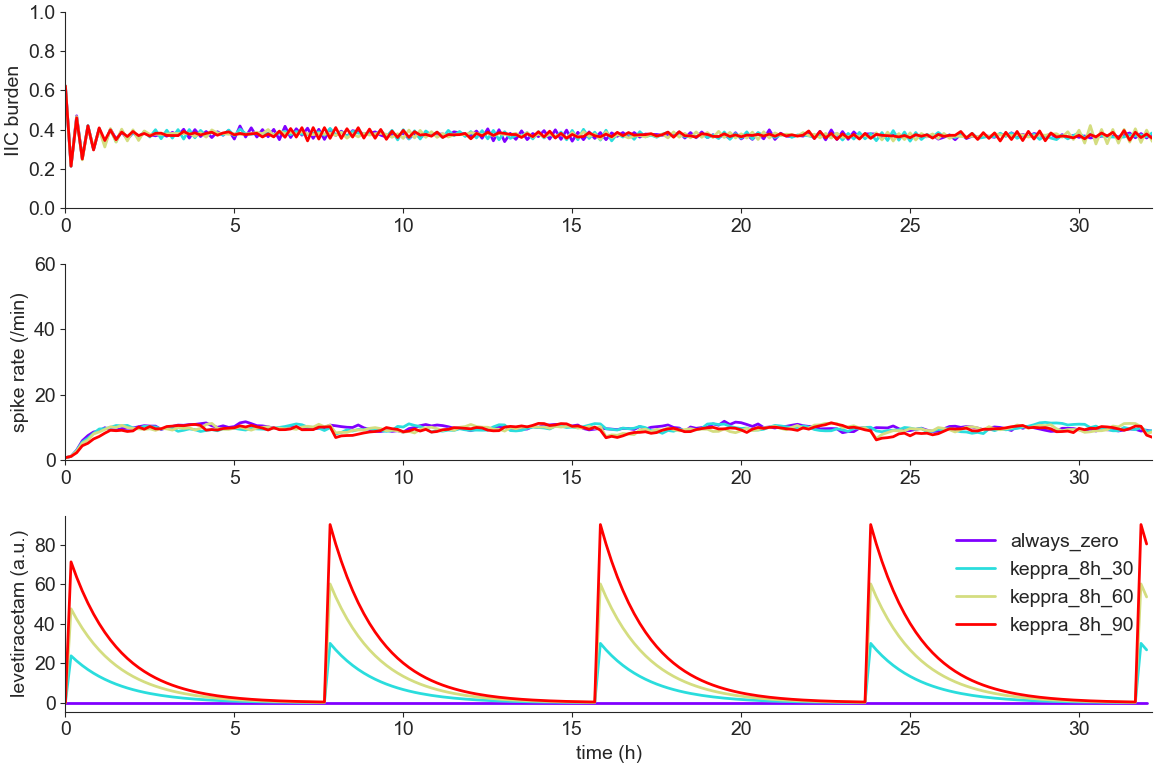 IIC burden
1.0
0.8
0.6
0.4
0.2
0.0
0 5 10 15 20 25 30
spike rate (/min)
60
40
20
0
0 5 10 15 20 25 30
levetiracetam (a.u.)
80
60
40
20
0
always_zero
keppra_8h_30
keppra_8h_60
keppra_8h_90
0 5 10 15 20 25 30
time (h)